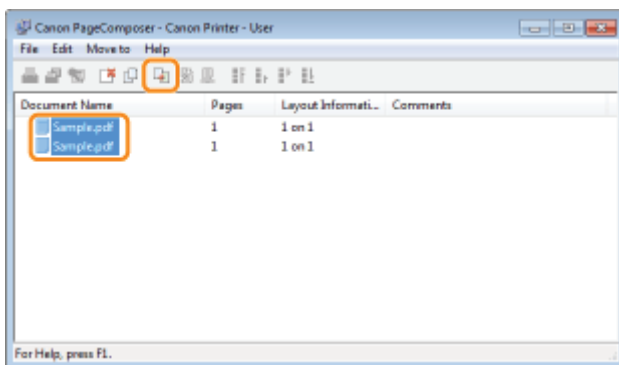 Canon PageComposer - Canon Printer - User
File Edit Move to Help
Document Name Pages Layout Informati... Comments
Sample.pdf 1 1 on 1
Sample.pdf 1 1 on 1
For Help, press F1.